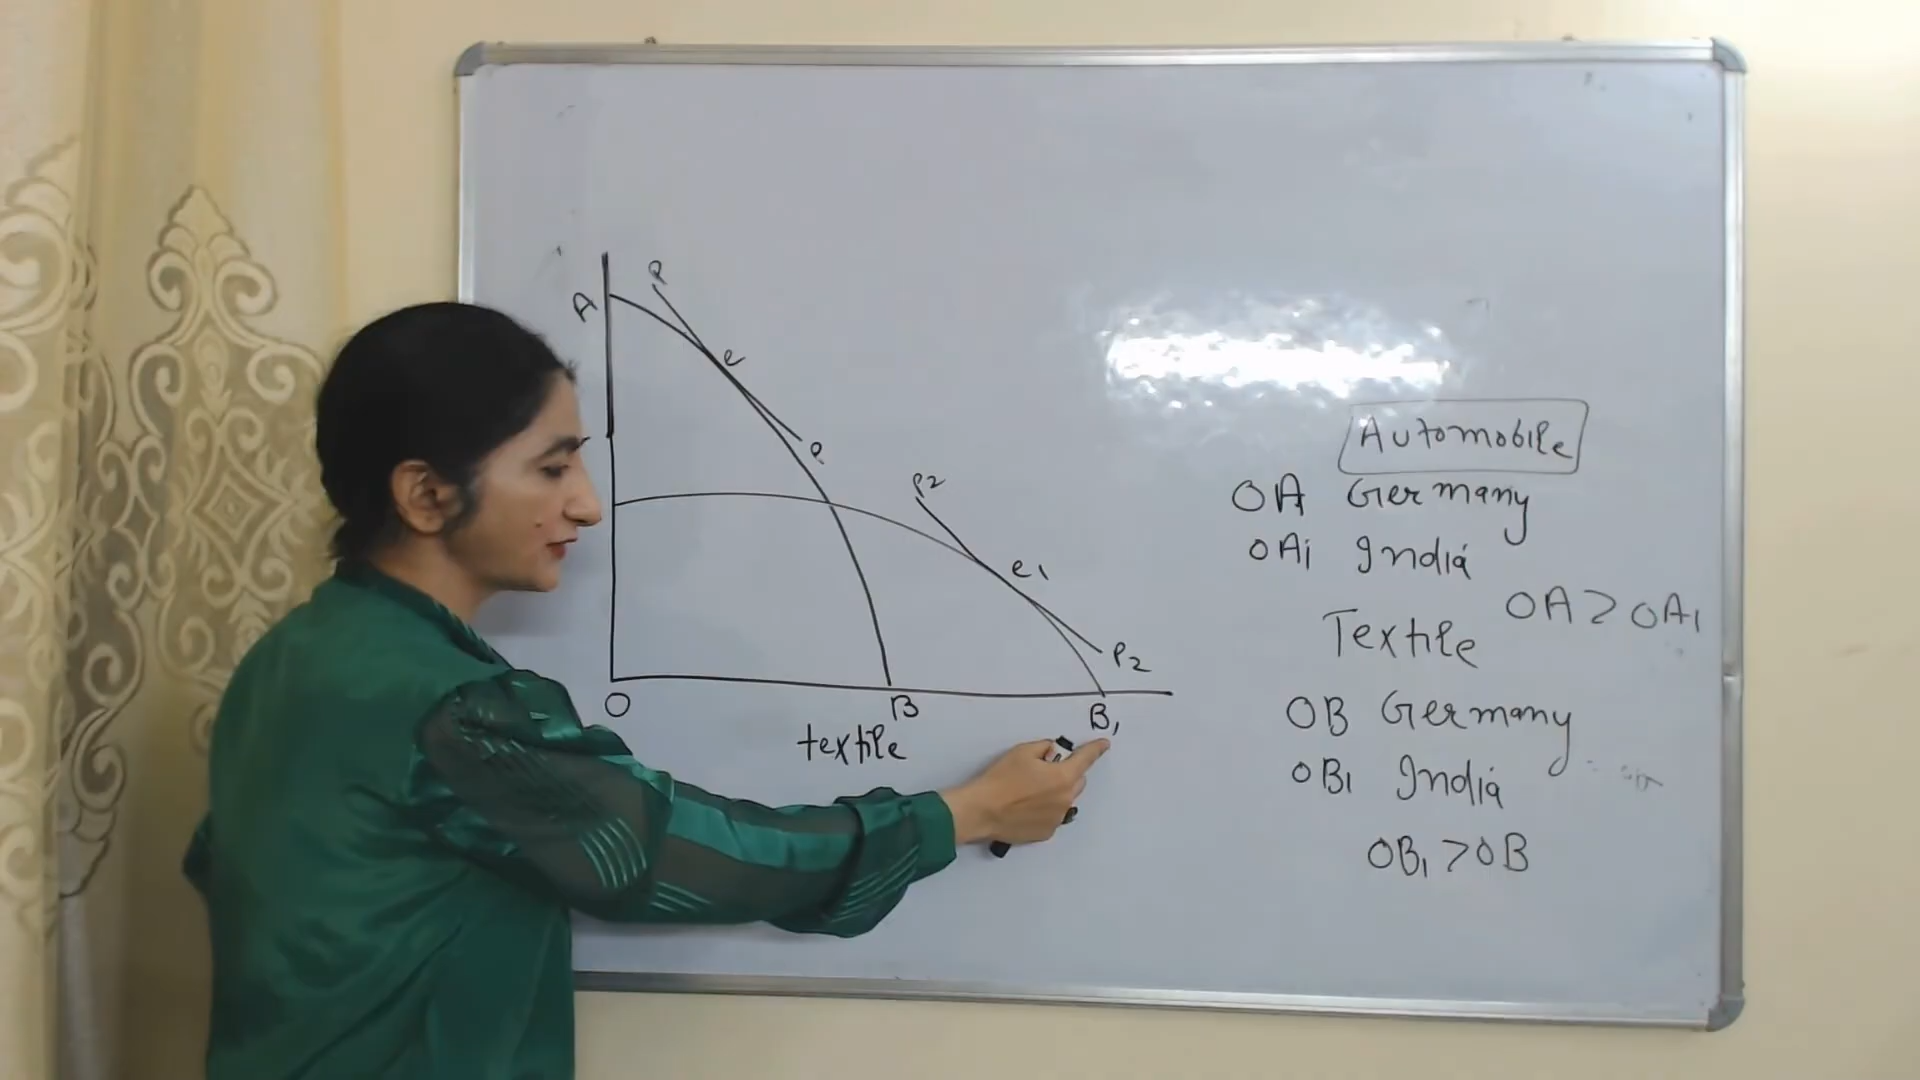 A
P
e
P
P2
e1
P2
O
B
B1
textile
Automobile
OA Germany
OA1 India
OA > OA1
Textile
OB Germany
OB1 India
OB1 > OB